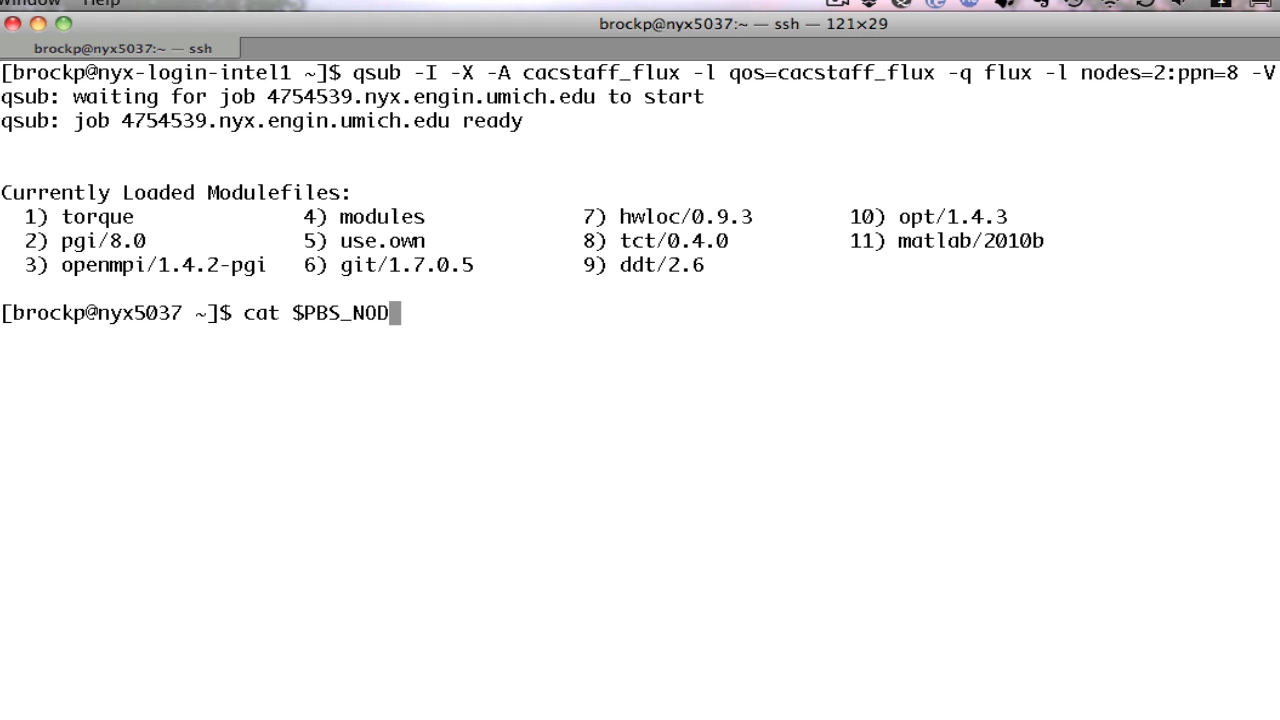 Window Help
brockp@nyx5037:~ — ssh — 121×29
brockp@nyx5037:~ — ssh
[brockp@nyx-login-intel1 ~]$ qsub -I -X -A cacstaff_flux -l qos=cacstaff_flux -q flux -l nodes=2:ppn=8 -V
qsub: waiting for job 4754539.nyx.engin.umich.edu to start
qsub: job 4754539.nyx.engin.umich.edu ready
Currently Loaded Modulefiles:
1) torque 4) modules 7) hwloc/0.9.3 10) opt/1.4.3
2) pgi/8.0 5) use.own 8) tct/0.4.0 11) matlab/2010b
3) openmpi/1.4.2-pgi 6) git/1.7.0.5 9) ddt/2.6
[brockp@nyx5037 ~]$ cat $PBS_NOD